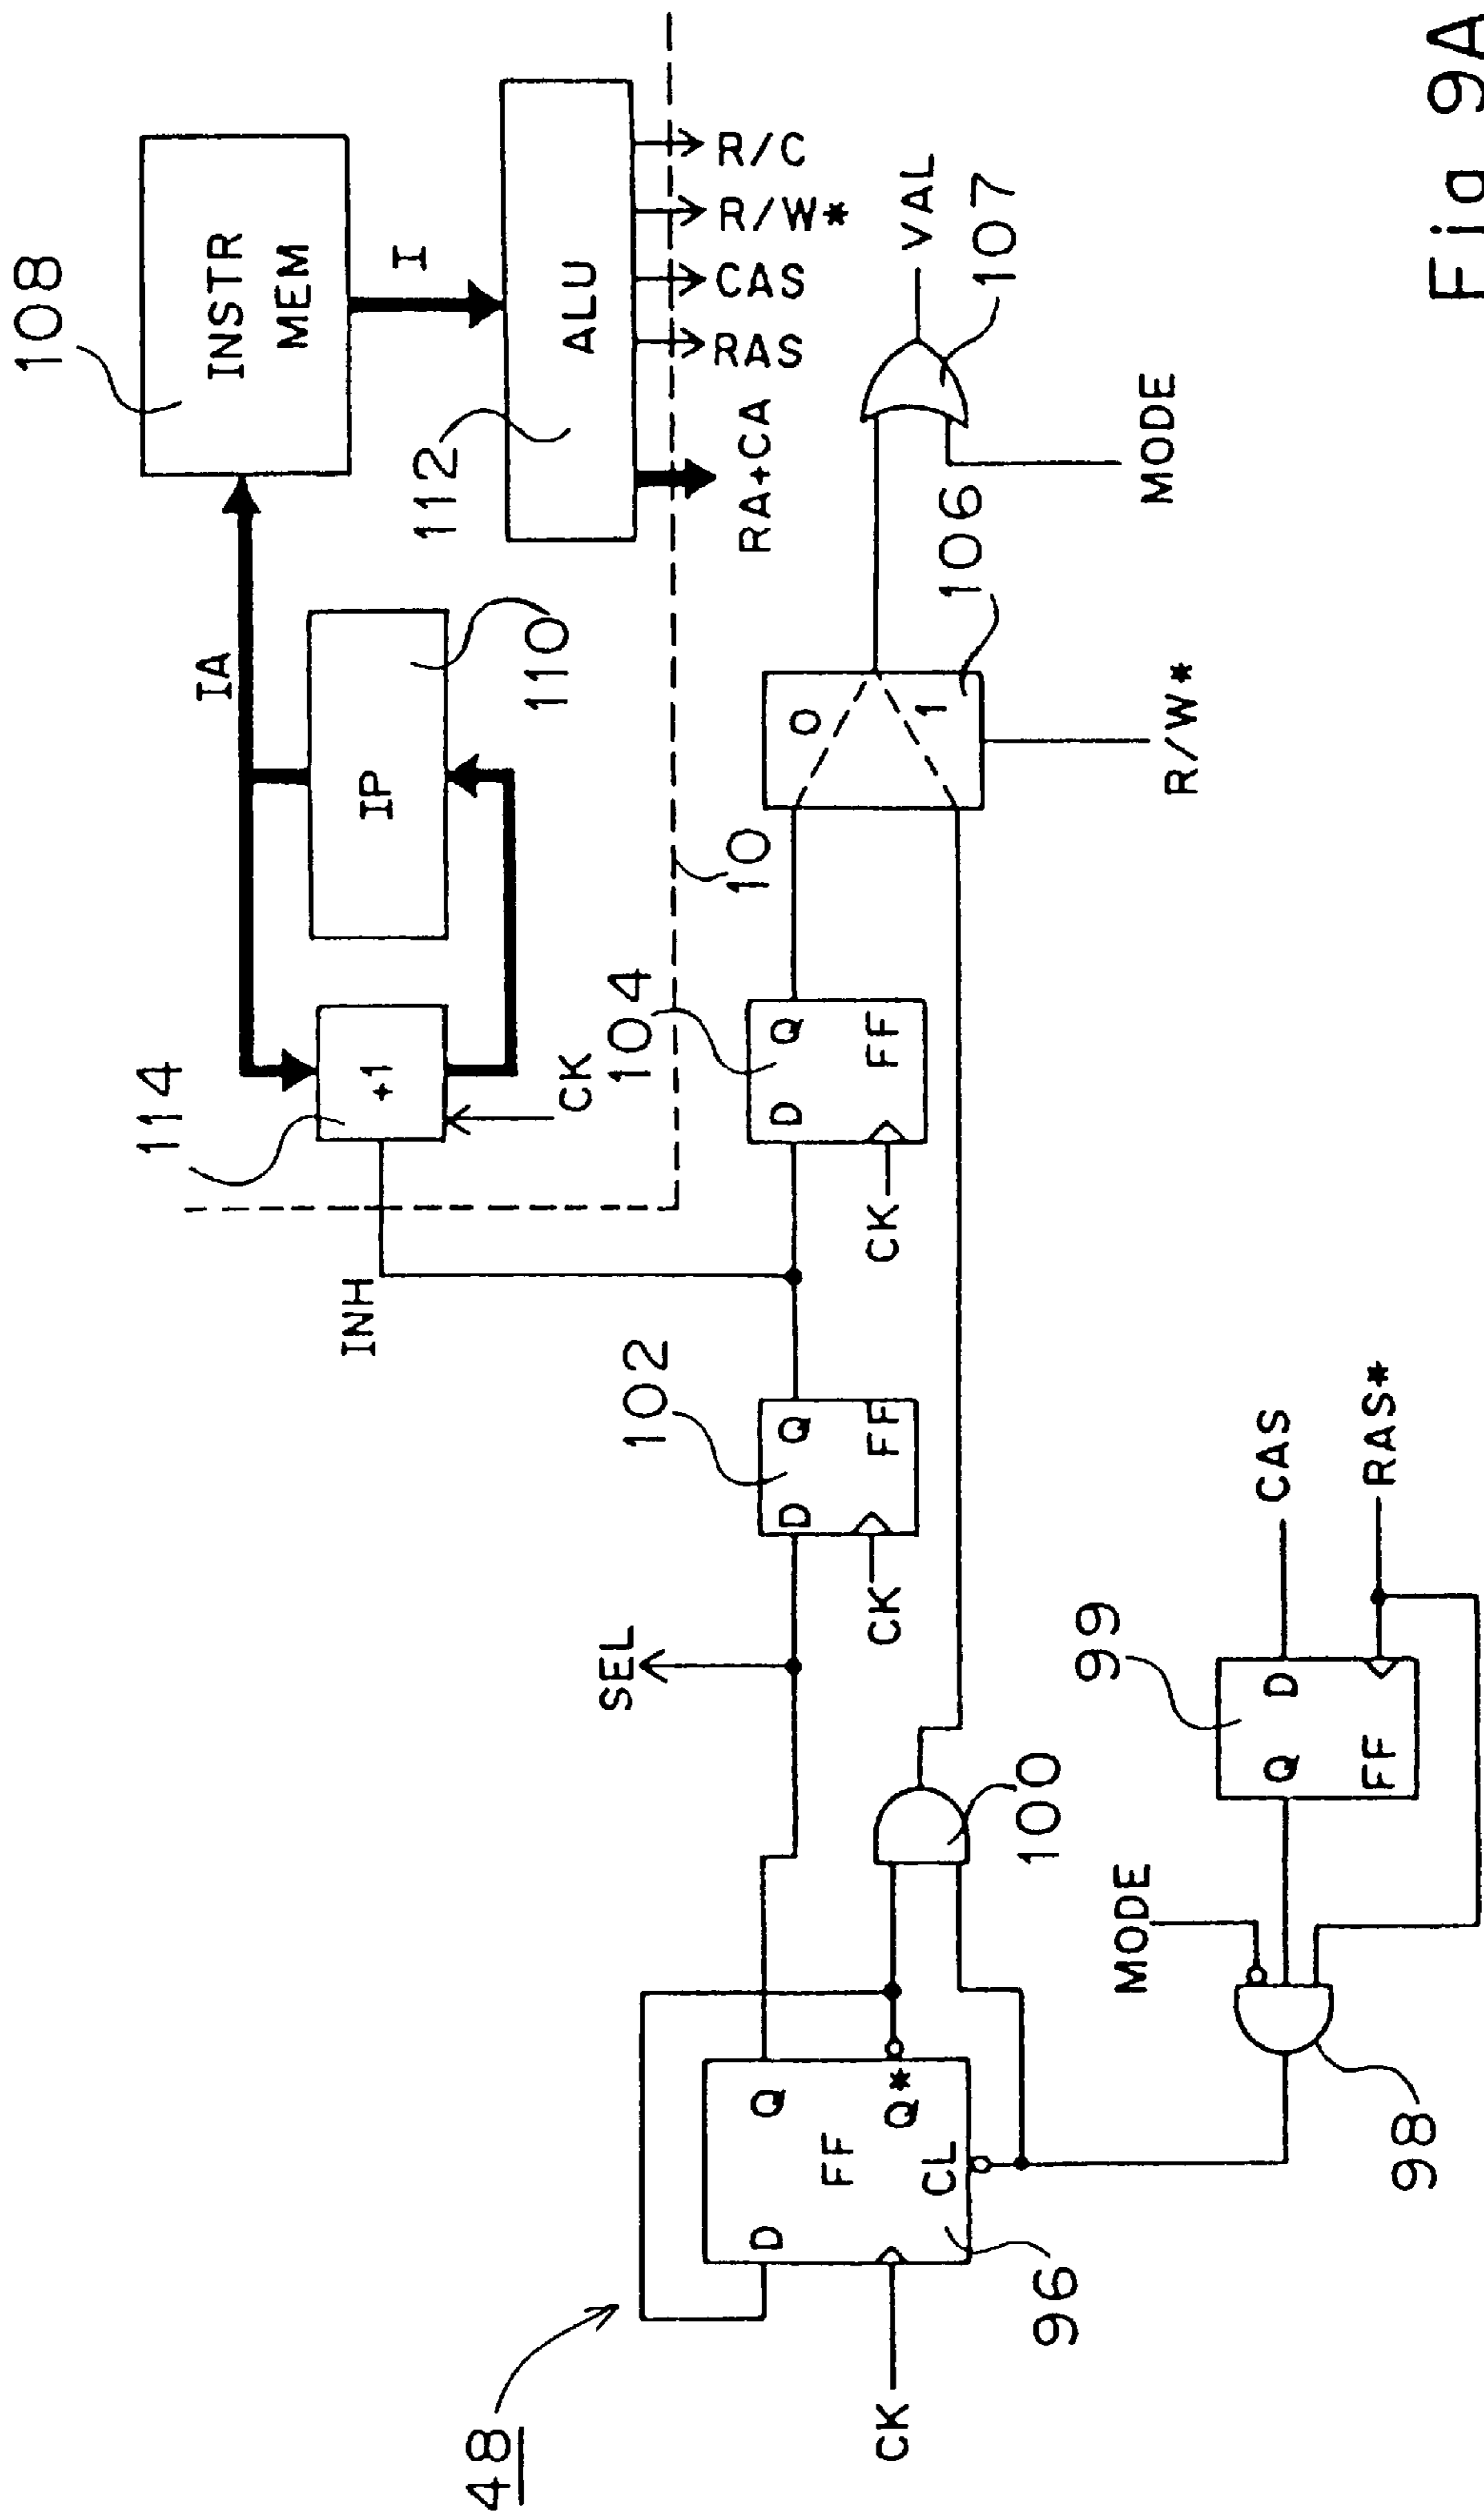 108
INSTR
MEM
I
112
ALU
R/C
R/W*
CAS
RAS
RA+CA
IA
IP
110
114
+1
CK
INH
10
48
D
Q
FF
Q*
CL
CK
96
SEL
100
102
D
Q
FF
CK
104
D
Q
FF
CK
0
1
106
R/W*
VAL
107
MODE
MODE
98
99
Q
D
FF
CAS
RAS*
Fig 9A